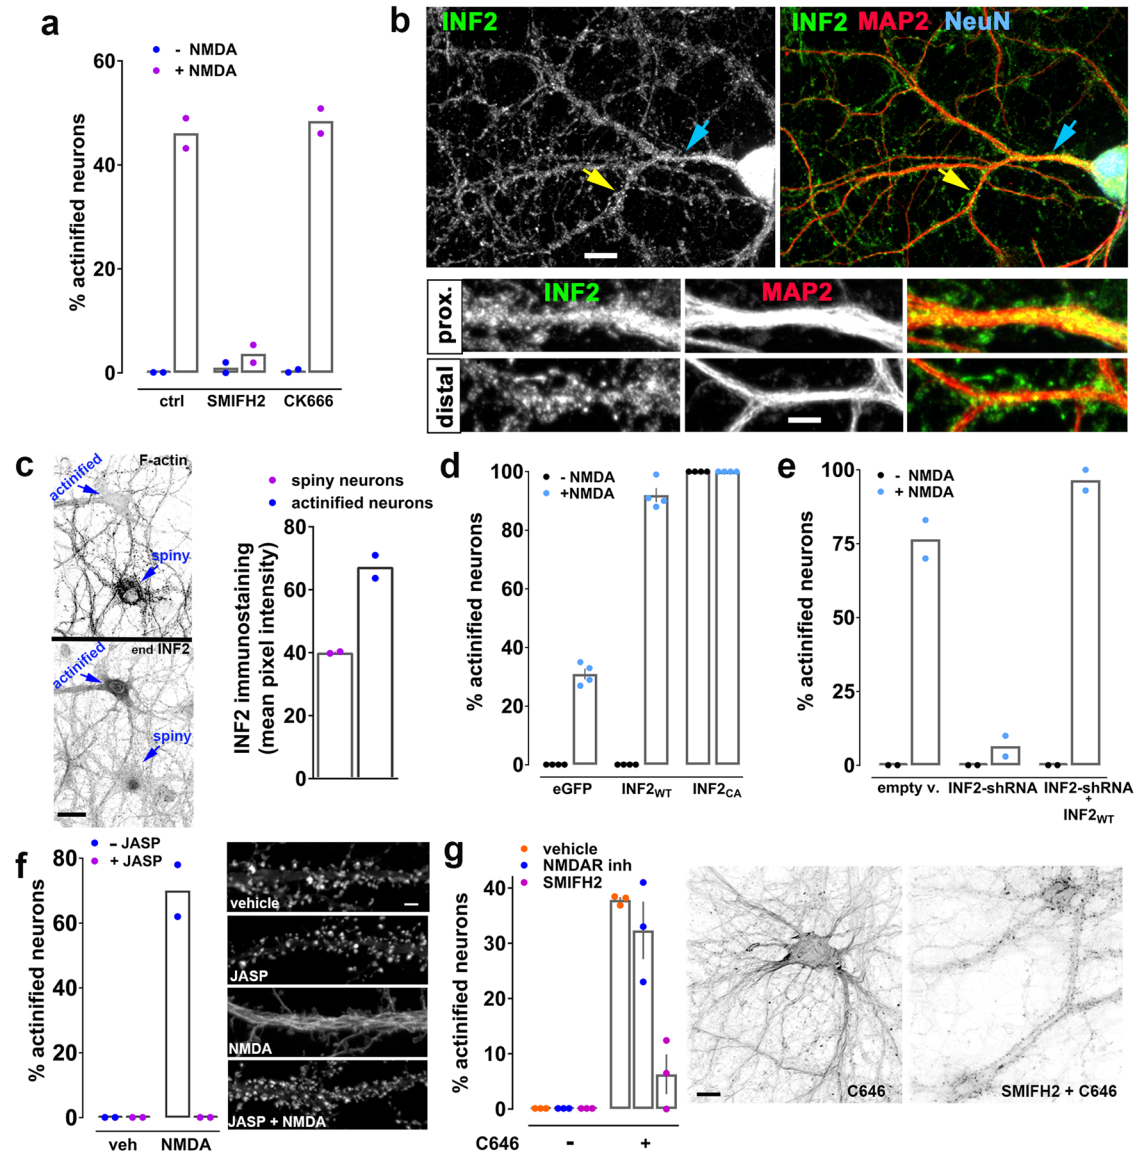 a
- NMDA
+ NMDA
% actinified neurons
60
40
20
0
ctrl SMIFH2 CK666
b
INF2
INF2 MAP2 NeuN
prox.
INF2
MAP2
distal
c
F-actin
actinified
spiny
end INF2
actinified
spiny
spiny neurons
actinified neurons
INF2 immunostaining
(mean pixel intensity)
80
60
40
20
0
d
- NMDA
+NMDA
% actinified neurons
100
80
60
40
20
0
eGFP INF2WT INF2CA
e
- NMDA
+ NMDA
% actinified neurons
100
75
50
25
0
empty v. INF2-shRNA INF2-shRNA
+
INF2WT
f
- JASP
+ JASP
% actinified neurons
80
60
40
20
0
veh NMDA
vehicle
JASP
NMDA
JASP + NMDA
g
vehicle
NMDAR inh
SMIFH2
% actinified neurons
40
30
20
10
0
C646 - +
C646
SMIFH2 + C646